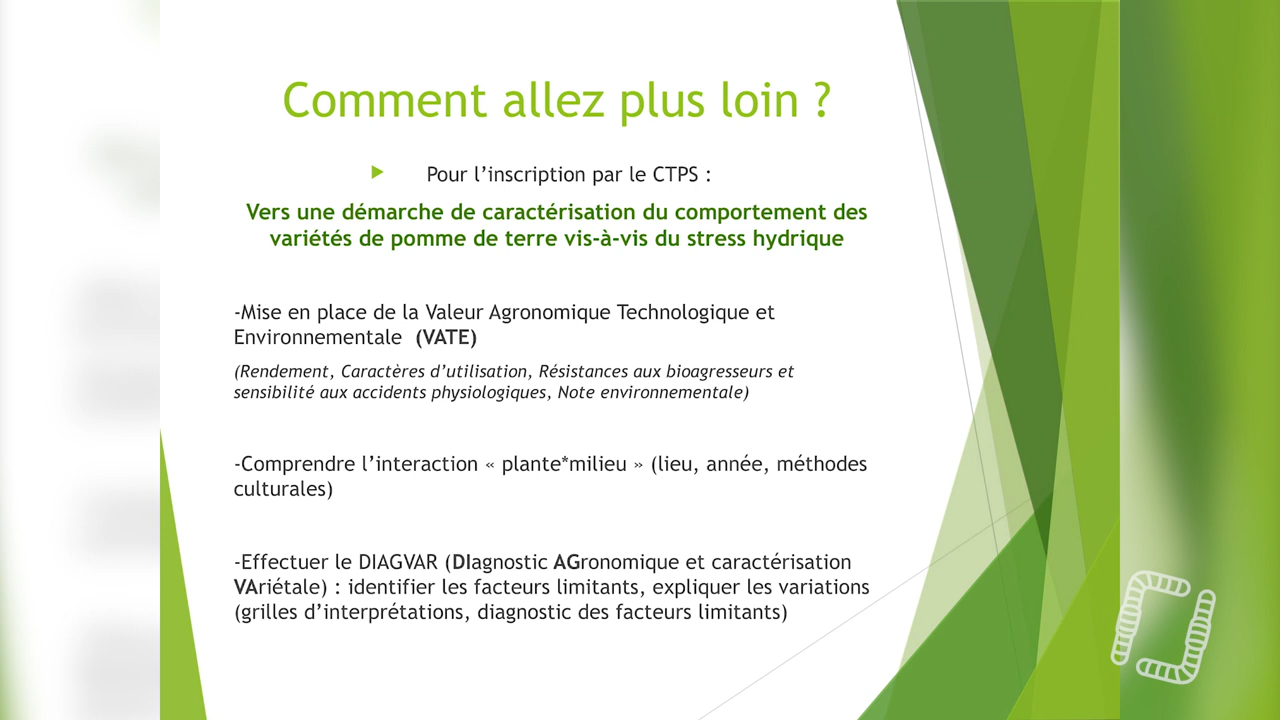 Comment allez plus loin ?
Pour l’inscription par le CTPS :
Vers une démarche de caractérisation du comportement des
variétés de pomme de terre vis-à-vis du stress hydrique
-Mise en place de la Valeur Agronomique Technologique et
Environnementale (VATE)
(Rendement, Caractères d’utilisation, Résistances aux bioagresseurs et
sensibilité aux accidents physiologiques, Note environnementale)
-Comprendre l’interaction « plante*milieu » (lieu, année, méthodes
culturales)
-Effectuer le DIAGVAR (DIagnostic AGronomique et caractérisation
VAriétale) : identifier les facteurs limitants, expliquer les variations
(grilles d’interprétations, diagnostic des facteurs limitants)